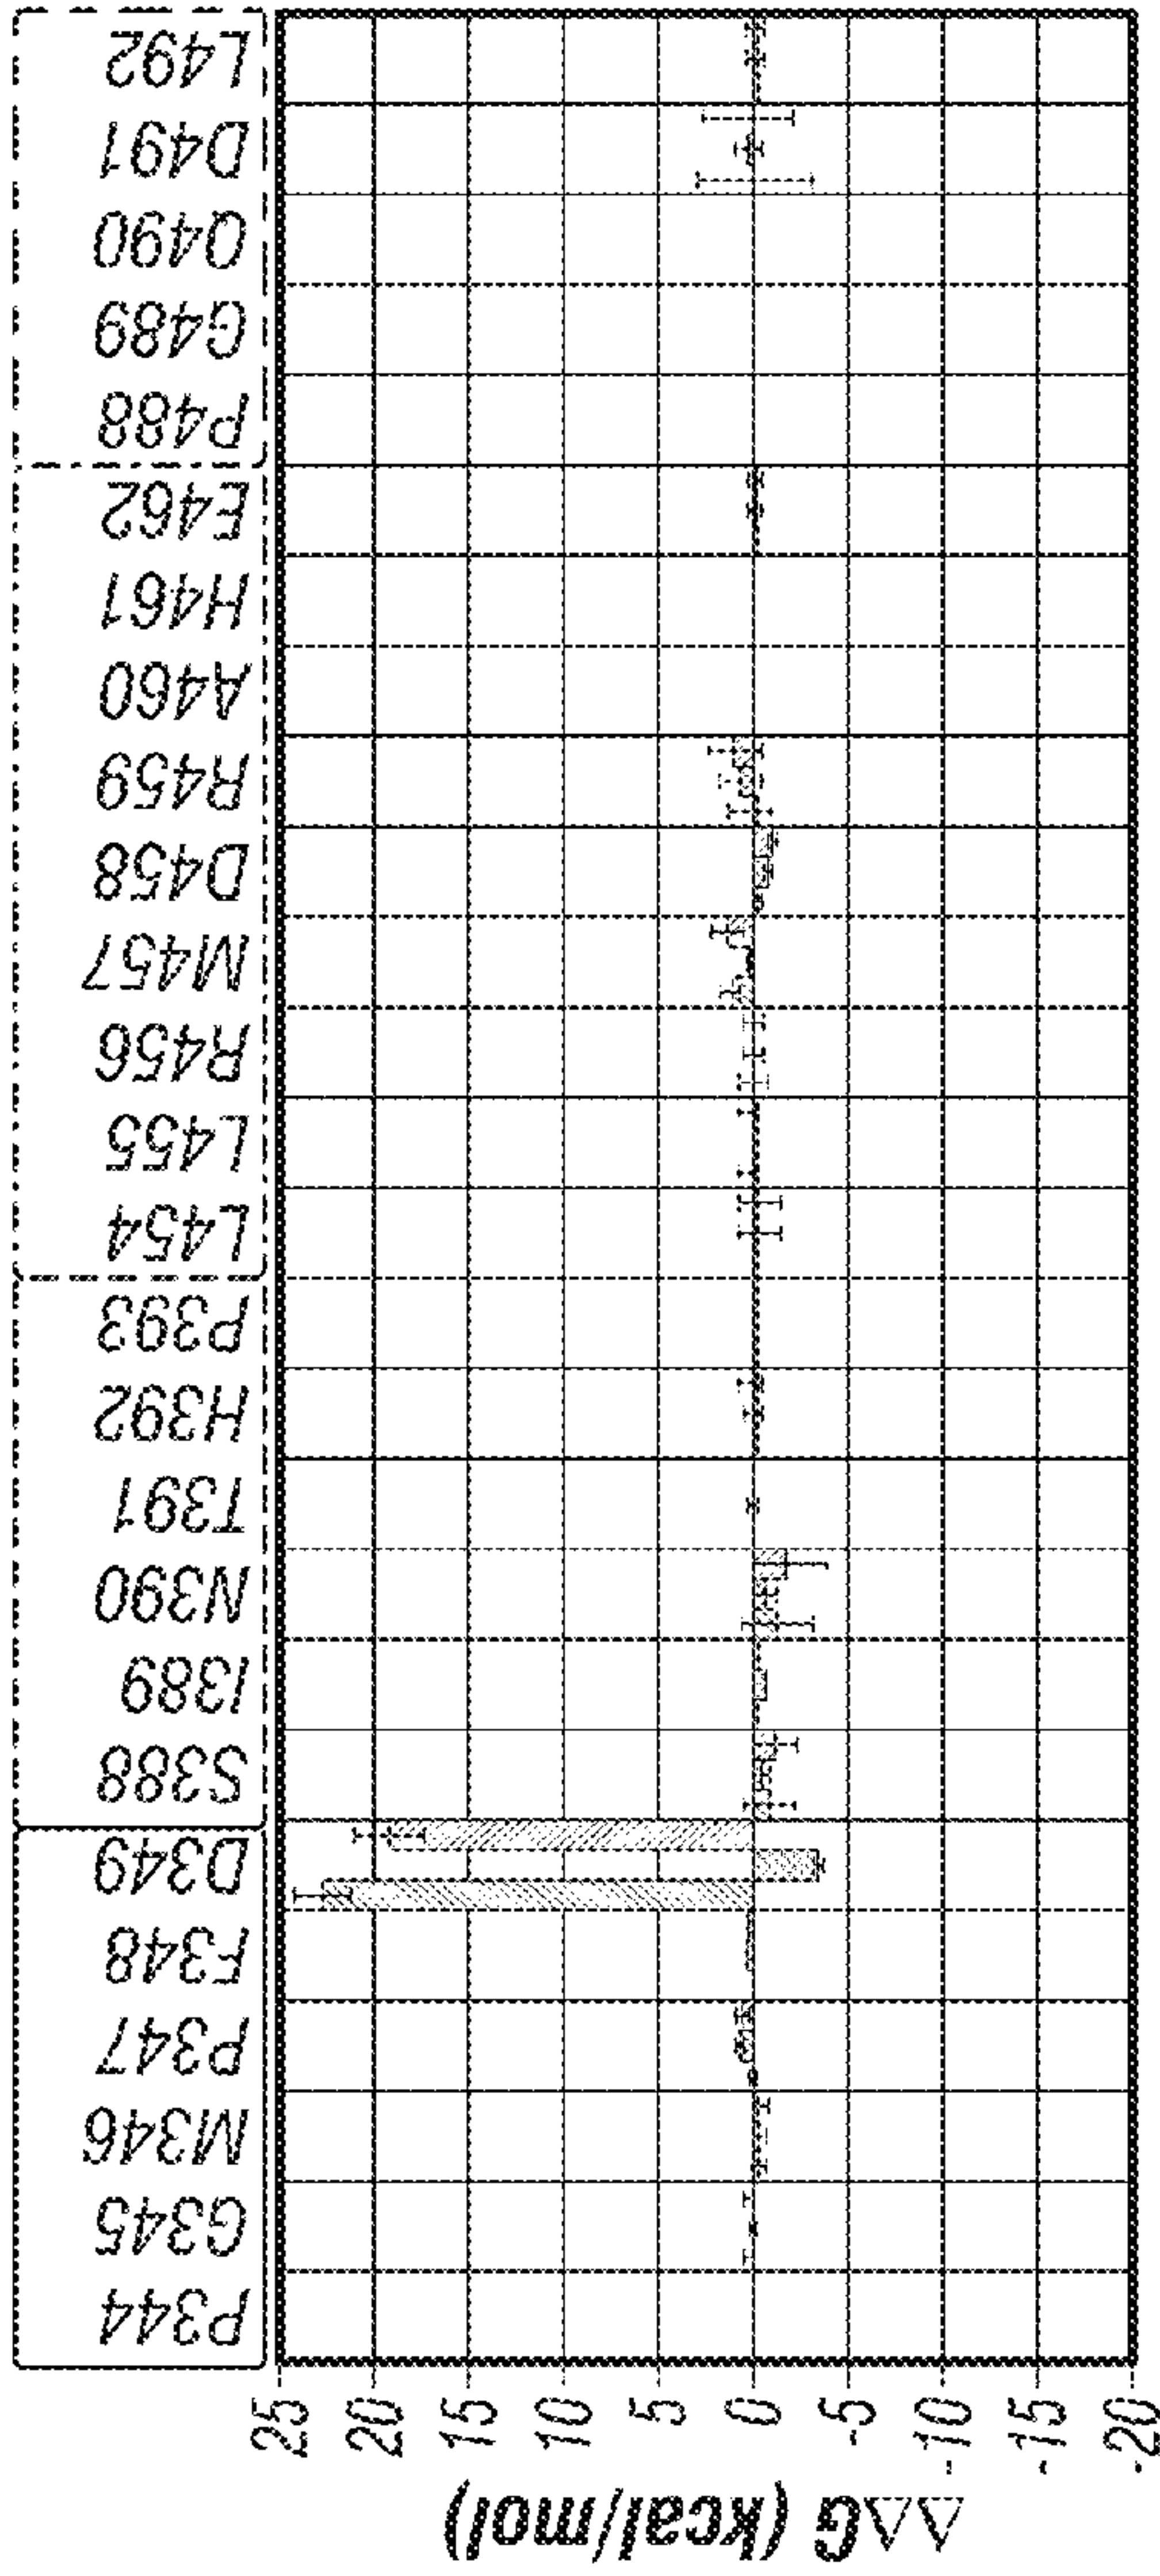 ΔΔG (kcal/mol)
-20
-15
-10
-5
0
5
10
15
20
25
P344
G345
M346
P347
F348
D349
S388
I389
N390
T391
H392
P393
L454
L455
R456
M457
D458
R459
A460
H461
E462
P488
G489
Q490
D491
L492